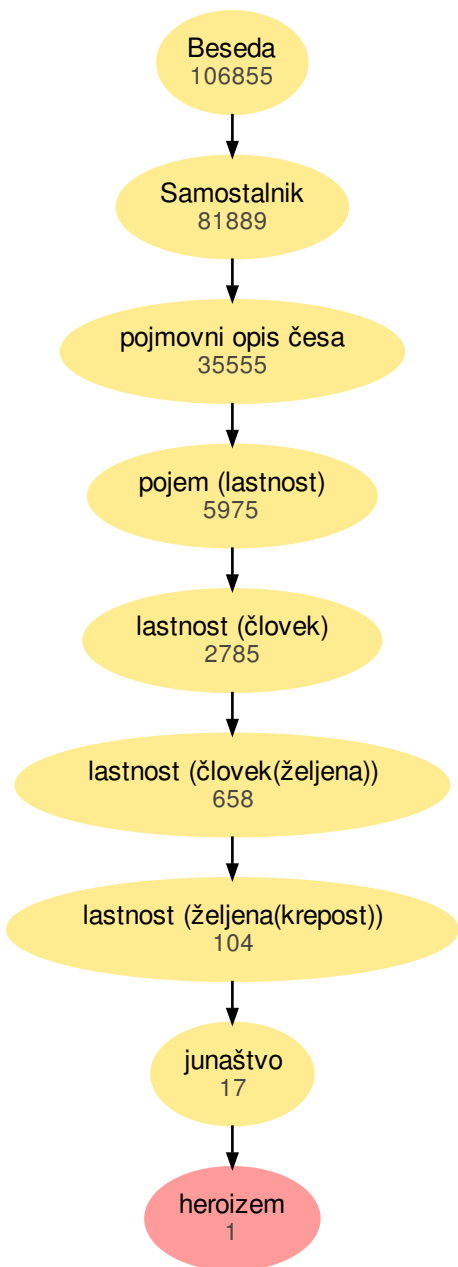 Beseda
106855
Samostalnik
81889
pojmovni opis česa
35555
pojem (lastnost)
5975
lastnost (človek)
2785
lastnost (človek(željena))
658
lastnost (željena(krepost))
104
junaštvo
17
heroizem
1